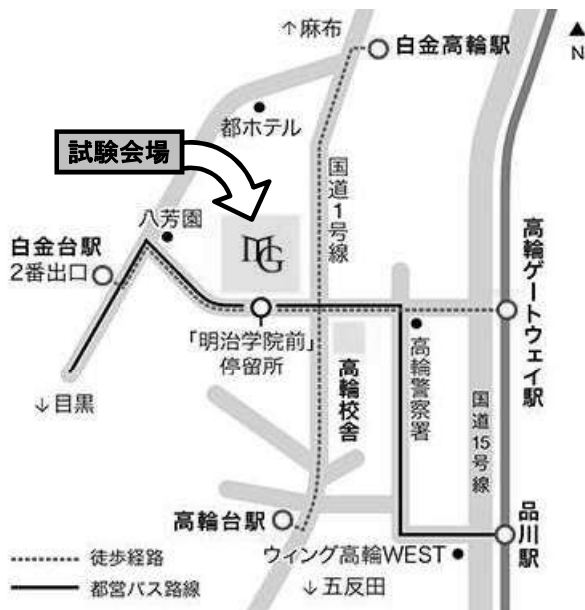 ↑麻布
白金高輪駅
▲
N
都ホテル
試験会場
国道1号線
八芳園
MG
白金台駅
2番出口
高輪ゲートウェイ駅
「明治学院前」
停留所
高輪校舎
高輪警察署
国道15号線
↓目黒
高輪台駅
品川駅
ウィング高輪WEST
↓五反田
徒歩経路
都営バス路線